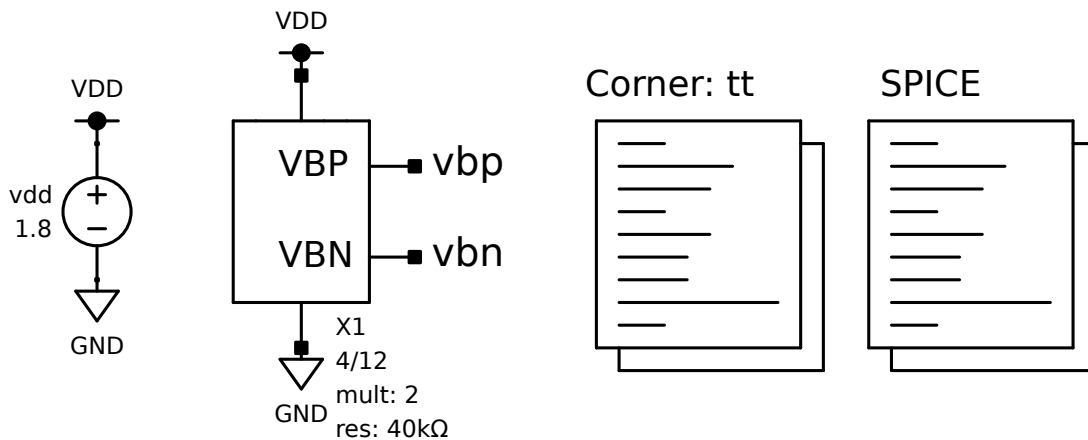 VDD
vdd
1.8
GND
VDD
VBP
vbp
VBN
vbn
X1
4/12
mult: 2
res: 40kΩ
GND
Corner: tt
SPICE